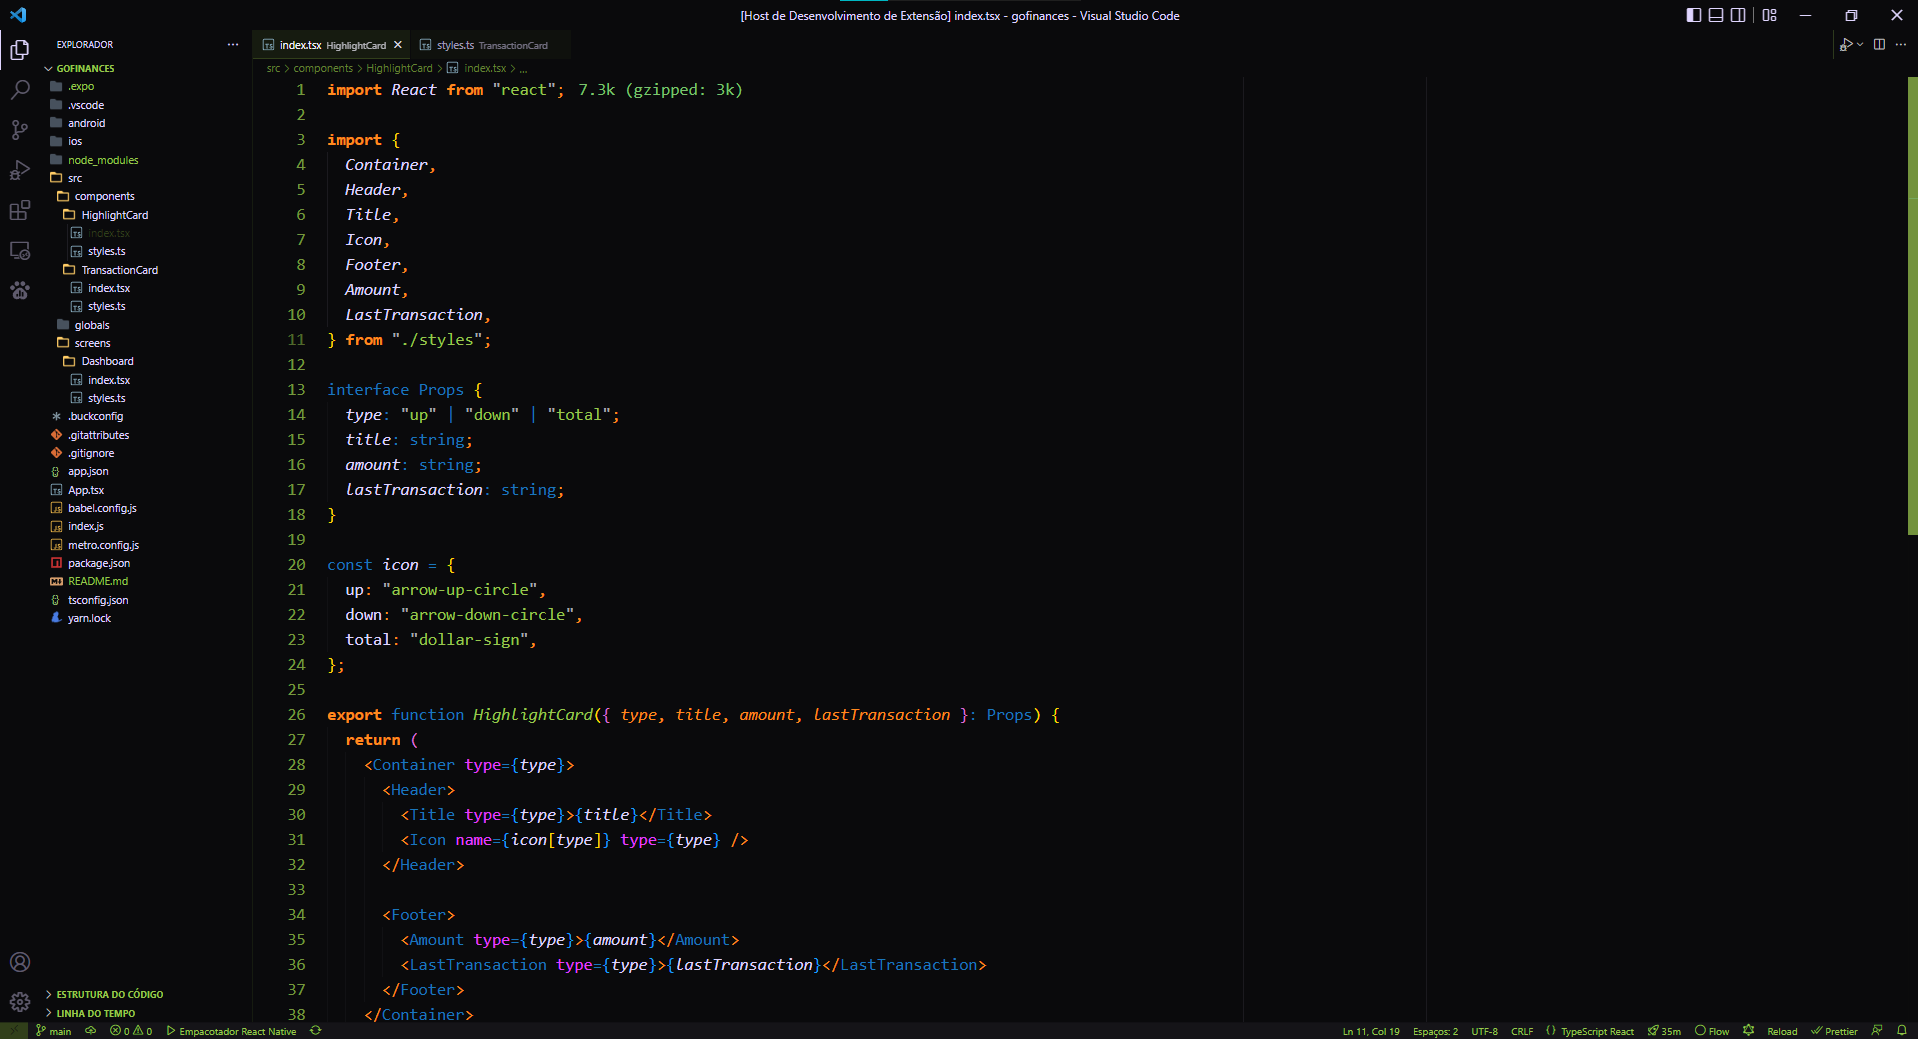 [Host de Desenvolvimento de Extensão] index.tsx - gofinances - Visual Studio Code
EXPLORADOR
GOFINANCES
.expo
.vscode
android
ios
node_modules
src
components
HighlightCard
index.tsx
styles.ts
TransactionCard
index.tsx
styles.ts
globals
screens
Dashboard
index.tsx
styles.ts
.buckconfig
.gitattributes
.gitignore
app.json
App.tsx
babel.config.js
index.js
metro.config.js
package.json
README.md
tsconfig.json
yarn.lock
ESTRUTURA DO CÓDIGO
LINHA DO TEMPO
index.tsx HighlightCard
styles.ts TransactionCard
src > components > HighlightCard > index.tsx > ...
1 import React from "react"; 7.3k (gzipped: 3k)
2
3 import {
4 Container,
5 Header,
6 Title,
7 Icon,
8 Footer,
9 Amount,
10 LastTransaction,
11 } from "./styles";
12
13 interface Props {
14 type: "up" | "down" | "total";
15 title: string;
16 amount: string;
17 lastTransaction: string;
18 }
19
20 const icon = {
21 up: "arrow-up-circle",
22 down: "arrow-down-circle",
23 total: "dollar-sign",
24 };
25
26 export function HighlightCard({ type, title, amount, lastTransaction }: Props) {
27 return (
28 <Container type={type}>
29 <Header>
30 <Title type={type}>{title}</Title>
31 <Icon name={icon[type]} type={type} />
32 </Header>
33
34 <Footer>
35 <Amount type={type}>{amount}</Amount>
36 <LastTransaction type={type}>{lastTransaction}</LastTransaction>
37 </Footer>
38 </Container>
main 0 0 Empacotador React Native Ln 11, Col 19 Espaços: 2 UTF-8 CRLF {} TypeScript React 35m Flow Reload Prettier